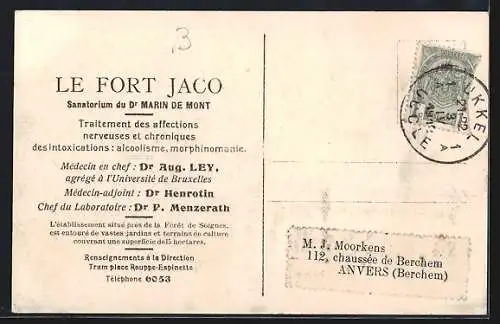 3
LE FORT JACO
Sanatorium du Dr MARIN DE MONT
Traitement des affections
nerveuses et chroniques
des intoxications : alcoolisme, morphinomanie.
Médecin en chef : Dr Aug. LEY,
agrégé à l'Université de Bruxelles
Médecin-adjoint : Dr Henrotin
Chef du Laboratoire : Dr P. Menzerath
L'établissement situé près de la Forêt de Soignes,
est entouré de vastes jardins et terrains de culture
couvrant une superficie de 15 hectares.
Renseignements à la Direction
Tram place Rouppe-Espinette
Téléphone 6053
UKKEL
UCCLE
M. J. Moorkens
112, chaussée de Berchem
ANVERS (Berchem)